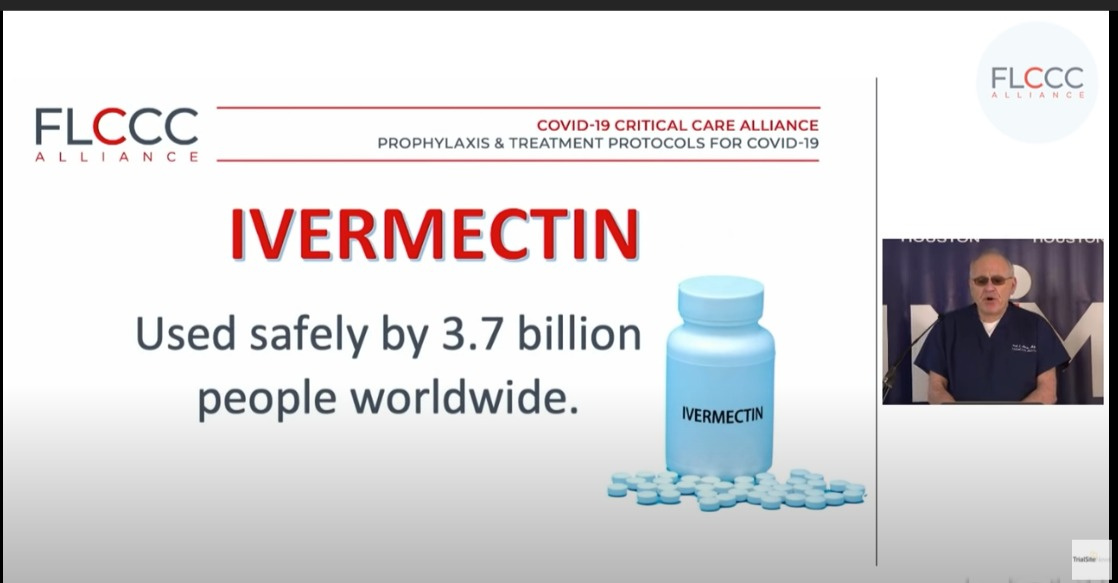 FLCCC
ALLIANCE
COVID-19 CRITICAL CARE ALLIANCE
PROPHYLAXIS & TREATMENT PROTOCOLS FOR COVID-19
IVERMECTIN
Used safely by 3.7 billion
people worldwide.
IVERMECTIN
FLCCC
ALLIANCE
HOUSTON HOUSTON
TrialSite